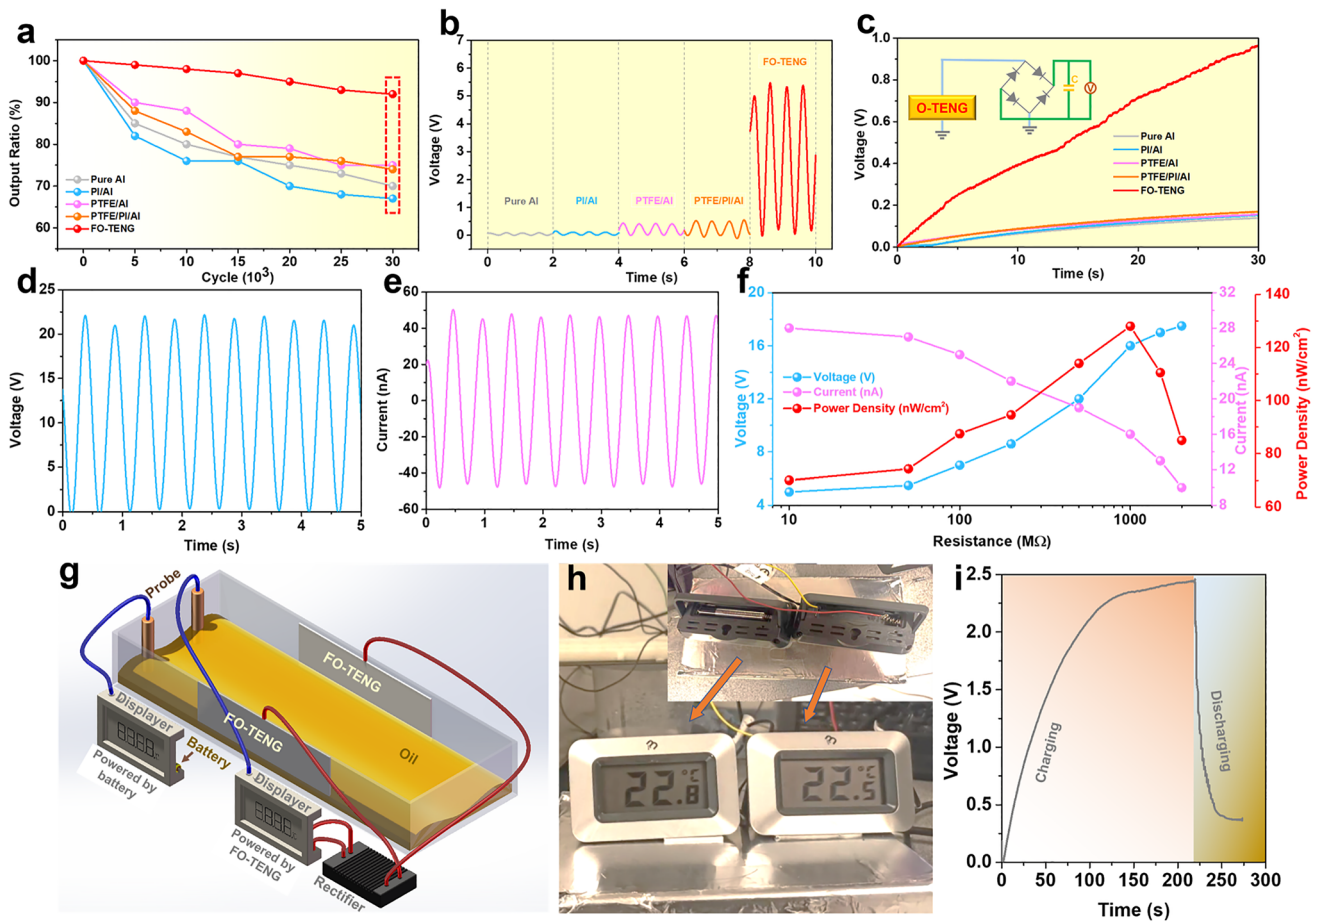 a
100
90
80
70
60
Output Ratio (%)
Pure Al
PI/Al
PTFE/Al
PTFE/PI/Al
FO-TENG
0
5
10
15
20
25
30
Cycle (10³)
b
7
6
5
4
3
2
1
0
Voltage (V)
Pure Al
PI/Al
PTFE/Al
PTFE/PI/Al
FO-TENG
0
2
4
6
8
10
Time (s)
c
1.0
0.8
0.6
0.4
0.2
0.0
Voltage (V)
O-TENG
C
V
Pure Al
PI/Al
PTFE/Al
PTFE/PI/Al
FO-TENG
0
10
20
30
Time (s)
d
25
20
15
10
5
0
Voltage (V)
0
1
2
3
4
5
Time (s)
e
60
40
20
0
-20
-40
-60
Current (nA)
0
1
2
3
4
5
Time (s)
f
20
16
12
8
4
Voltage (V)
Voltage (V)
Current (nA)
Power Density (nW/cm²)
32
28
24
20
16
12
8
Current (nA)
140
120
100
80
60
Power Density (nW/cm²)
10
100
1000
Resistance (MΩ)
g
Probe
FO-TENG
FO-TENG
Oil
Displayer
Battery
Powered by
battery
Displayer
Powered by
FO-TENG
Rectifier
h
22.8 °C
22.5 °C
i
2.5
2.0
1.5
1.0
0.5
0.0
Voltage (V)
Charging
Discharging
0
50
100
150
200
250
300
Time (s)